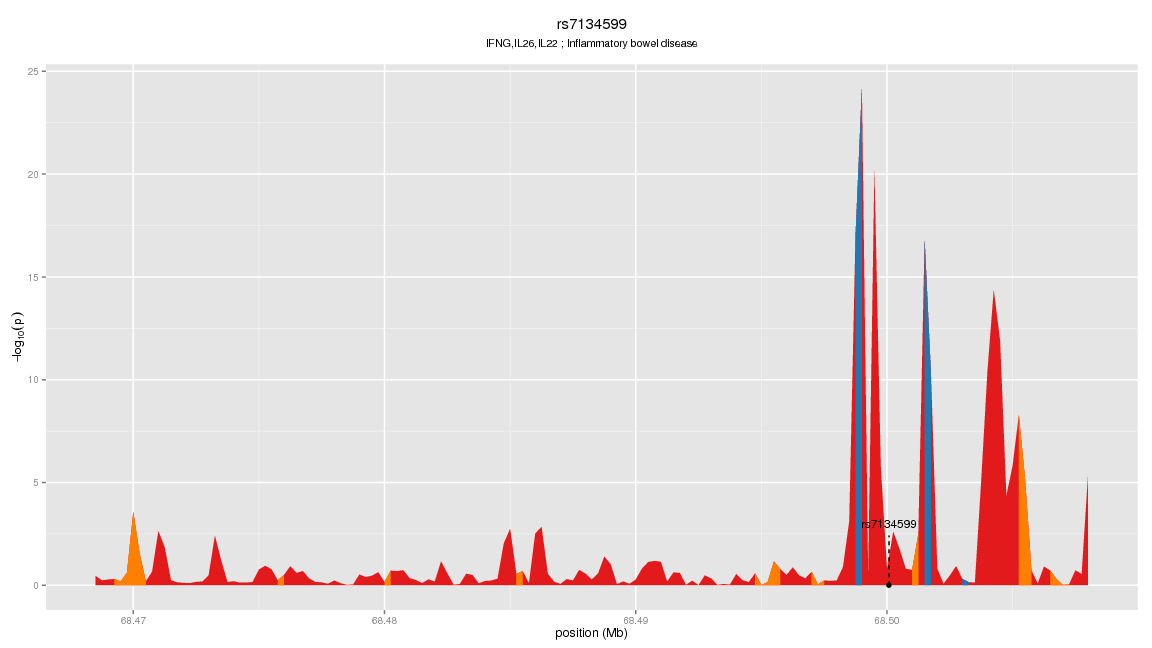 rs7134599
IFNG,IL26,IL22 ; Inflammatory bowel disease
25
20
15
10
5
0
−log10(p)
rs7134599
68.47 68.48 68.49 68.50
position (Mb)